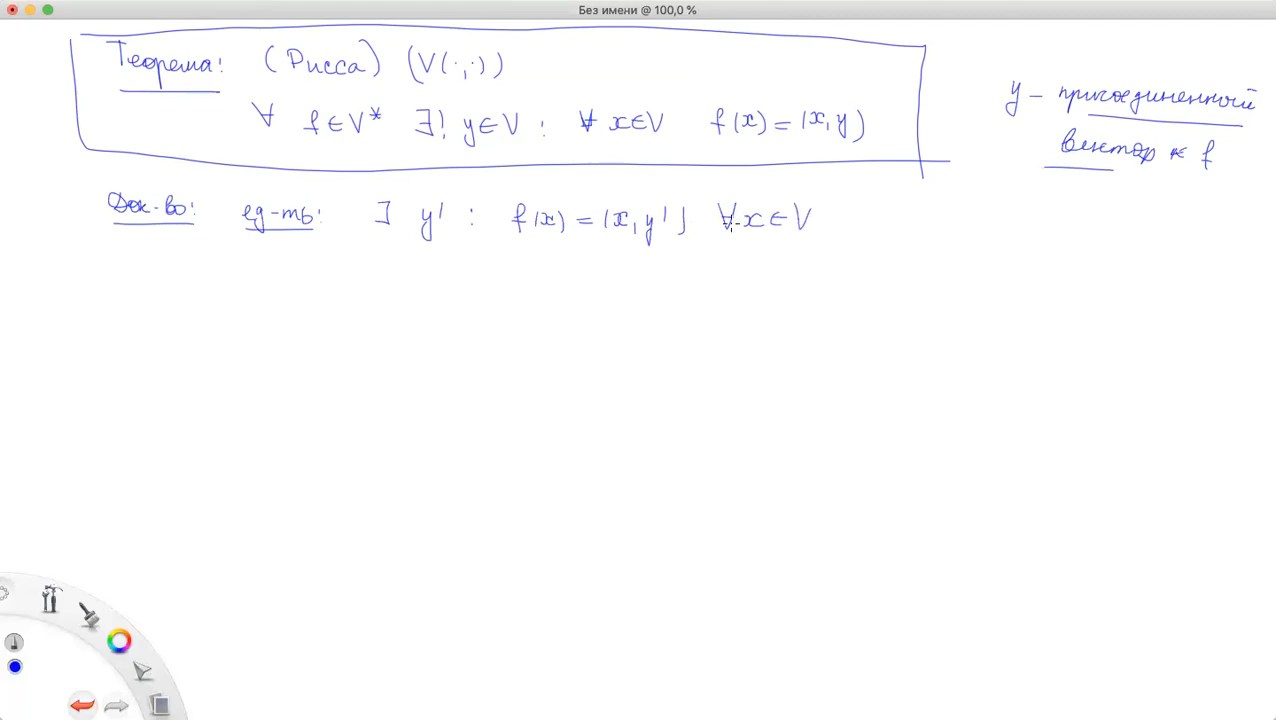 Без имени @ 100,0 %
Теорема: (Рисса) (V(·,·))
∀ f∈V* ∃! y∈V : ∀ x∈V f(x)=(x,y)
y – присоединенный
вектор к f
Док-во: ед-ть: ∃ y' : f(x)=(x,y') ∀ x∈V